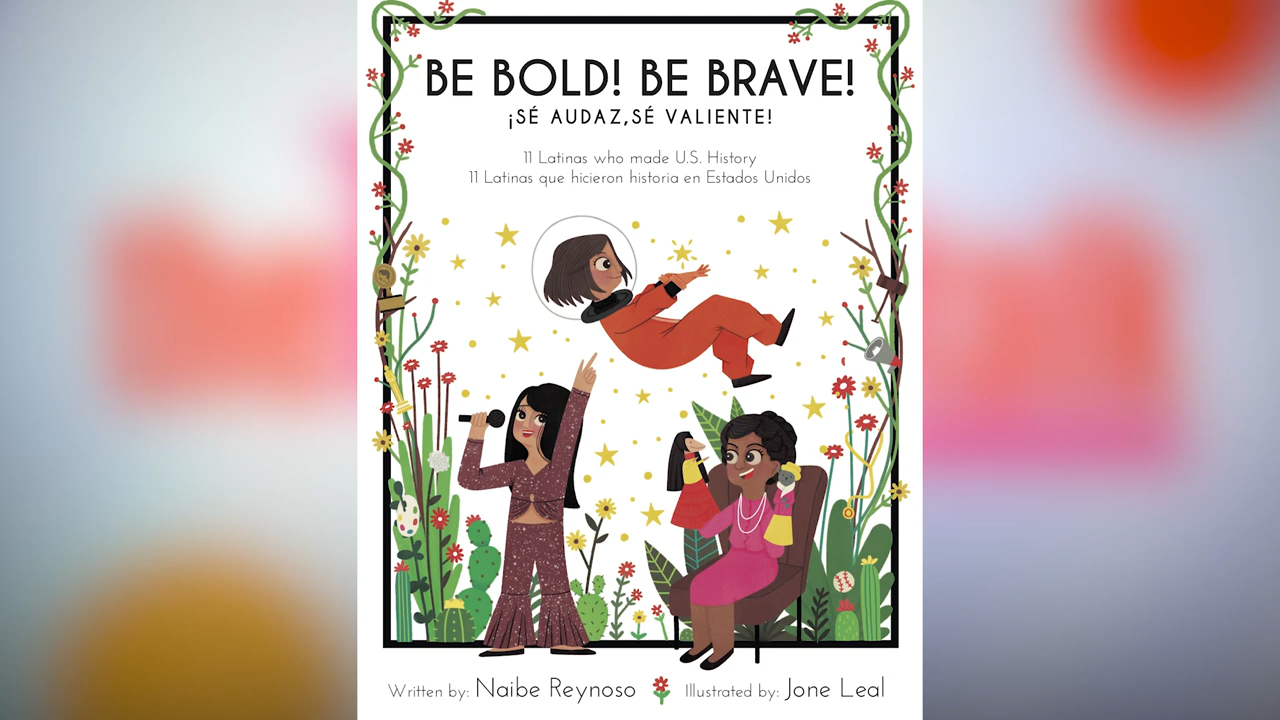 BE BOLD! BE BRAVE!
¡SÉ AUDAZ,SÉ VALIENTE!
11 Latinas who made U.S. History
11 Latinas que hicieron historia en Estados Unidos
Written by: Naibe Reynoso Illustrated by: Jone Leal